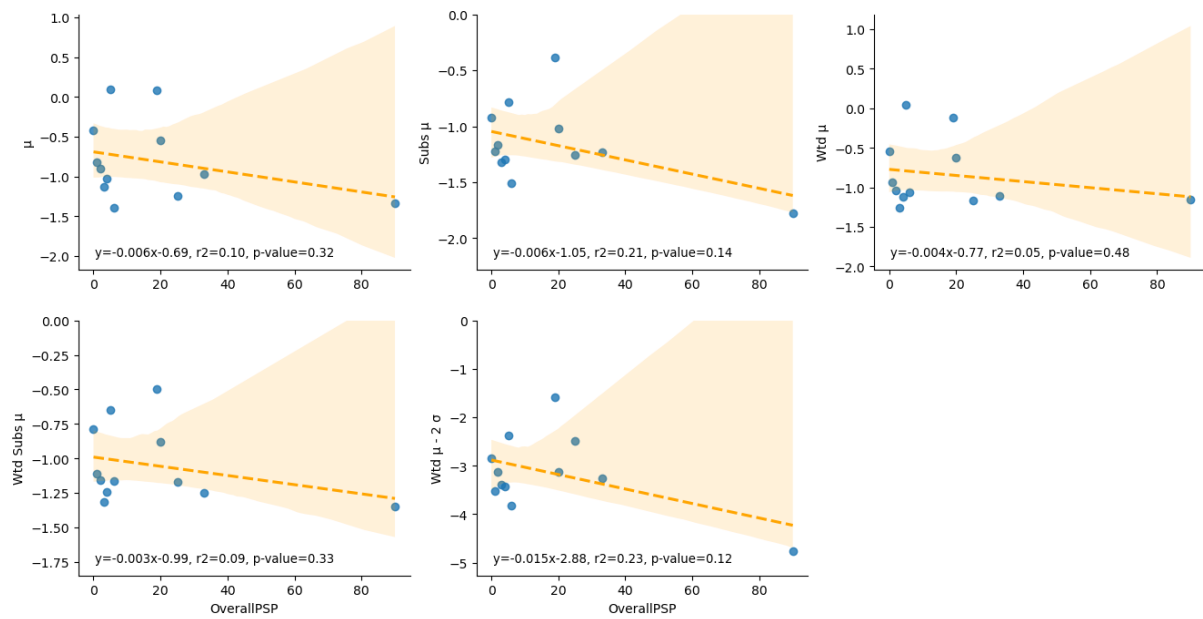 1.0
0.5
0.0
−0.5
−1.0
−1.5
−2.0
μ
y=-0.006x-0.69, r2=0.10, p-value=0.32
0 20 40 60 80
0.0
−0.5
−1.0
−1.5
−2.0
Subs μ
y=-0.006x-1.05, r2=0.21, p-value=0.14
0 20 40 60 80
1.0
0.5
0.0
−0.5
−1.0
−1.5
−2.0
Wtd μ
y=-0.004x-0.77, r2=0.05, p-value=0.48
0 20 40 60 80
0.00
−0.25
−0.50
−0.75
−1.00
−1.25
−1.50
−1.75
Wtd Subs μ
y=-0.003x-0.99, r2=0.09, p-value=0.33
0 20 40 60 80
OverallPSP
0
−1
−2
−3
−4
−5
Wtd μ - 2 σ
y=-0.015x-2.88, r2=0.23, p-value=0.12
0 20 40 60 80
OverallPSP